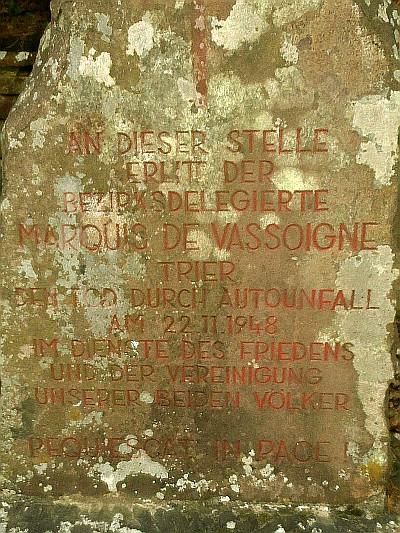 AN DIESER STELLE
ERLITT DER
BEZIRKSDELEGIERTE
MARQUIS DE VASSOIGNE
TRIER
DEN TOD DURCH AUTOUNFALL
AM 22.11.1948
IM DIENSTE DES FRIEDENS
UND DER VEREINIGUNG
UNSERER BEIDEN VÖLKER
REQUIESCAT IN PACE!